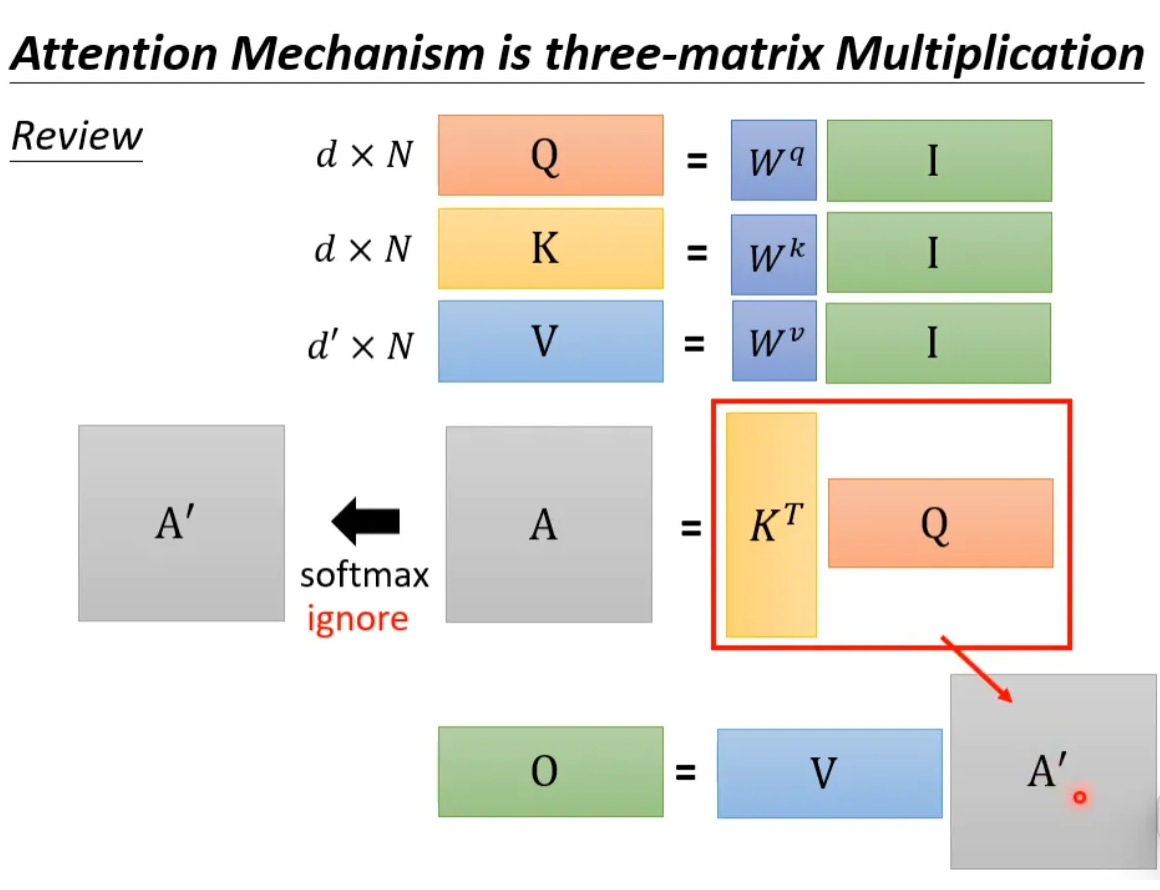 Attention Mechanism is three-matrix Multiplication
Review
d × N Q = W^q I
d × N K = W^k I
d′ × N V = W^v I
A′ softmax ignore A = K^T Q
O = V A′